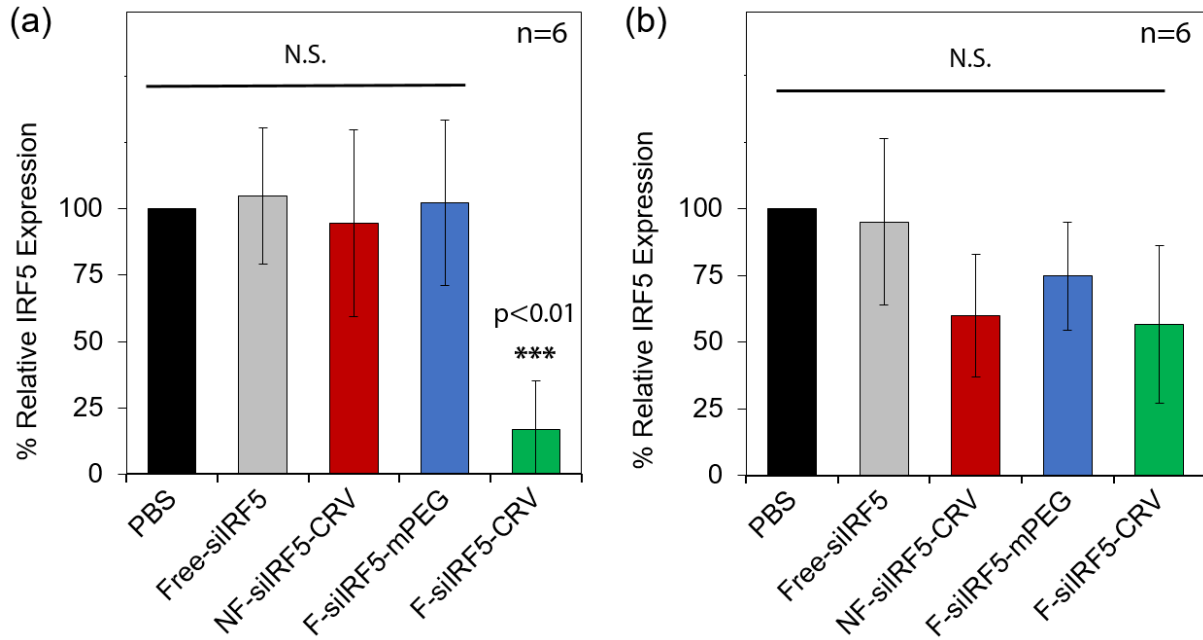 (a)
n=6
N.S.
% Relative IRF5 Expression
100
75
50
25
0
p<0.01
***
PBS
Free-siIRF5
NF-siIRF5-CRV
F-siIRF5-mPEG
F-siIRF5-CRV
(b)
n=6
N.S.
% Relative IRF5 Expression
100
75
50
25
0
PBS
Free-siIRF5
NF-siIRF5-CRV
F-siIRF5-mPEG
F-siIRF5-CRV